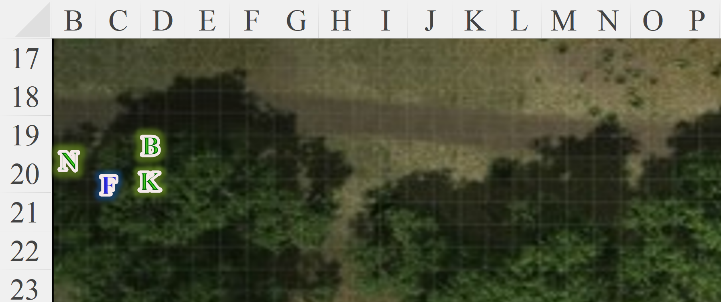 B C D E F G H I J K L M N O P
17
18
19
B
N
20
K
F
21
22
23